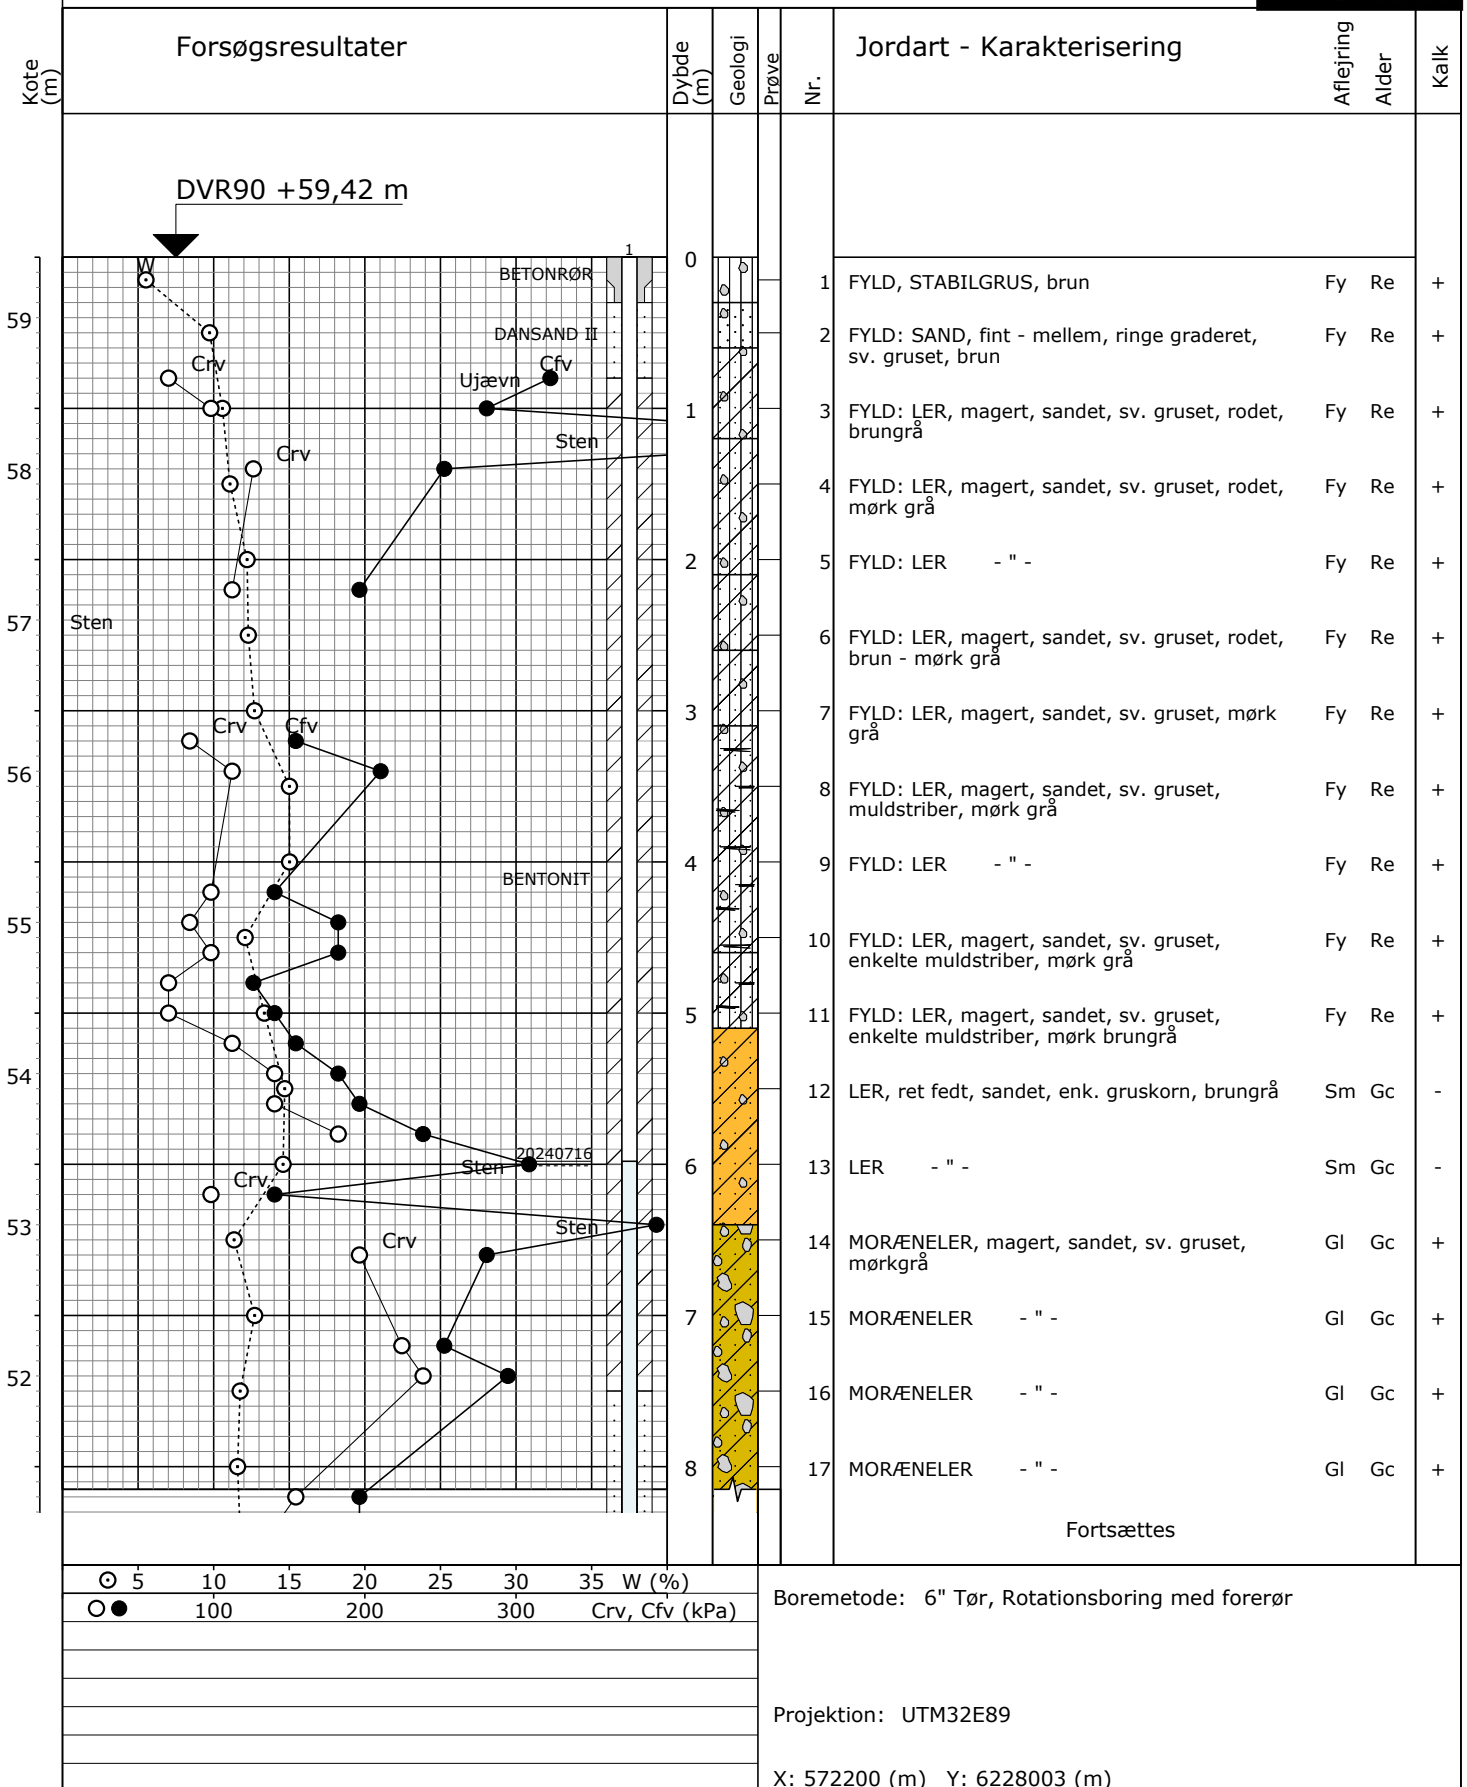 Forsøgsresultater
Jordart - Karakterisering
Kote
(m)
Dybde
(m)
Geologi
Prøve
Nr.
Aflejring
Alder
Kalk
DVR90 +59,42 m
1
0
W
BETONRØR
1 FYLD, STABILGRUS, brun Fy Re +
59
DANSAND II
2 FYLD: SAND, fint - mellem, ringe graderet,
sv. gruset, brun
Fy Re +
Crv
Cfv
Ujævn
1
3 FYLD: LER, magert, sandet, sv. gruset, rodet,
brungrå
Fy Re +
Sten
Crv
58
4 FYLD: LER, magert, sandet, sv. gruset, rodet,
mørk grå
Fy Re +
2
5 FYLD: LER - " - Fy Re +
57
Sten
6 FYLD: LER, magert, sandet, sv. gruset, rodet,
brun - mørk grå
Fy Re +
3
Crv
Cfv
7 FYLD: LER, magert, sandet, sv. gruset, mørk
grå
Fy Re +
56
8 FYLD: LER, magert, sandet, sv. gruset,
muldstriber, mørk grå
Fy Re +
4
BENTONIT
9 FYLD: LER - " - Fy Re +
55
10 FYLD: LER, magert, sandet, sv. gruset,
enkelte muldstriber, mørk grå
Fy Re +
5
11 FYLD: LER, magert, sandet, sv. gruset,
enkelte muldstriber, mørk brungrå
Fy Re +
54
12 LER, ret fedt, sandet, enk. gruskorn, brungrå Sm Gc -
20240716
Sten
6
Crv
13 LER - " - Sm Gc -
53
Sten
Crv
14 MORÆNELER, magert, sandet, sv. gruset,
mørkgrå
Gl Gc +
7
15 MORÆNELER - " - Gl Gc +
52
16 MORÆNELER - " - Gl Gc +
8
17 MORÆNELER - " - Gl Gc +
Fortsættes
5 10 15 20 25 30 35 W (%)
100 200 300 Crv, Cfv (kPa)
Boremetode: 6" Tør, Rotationsboring med forerør
Projektion: UTM32E89
X: 572200 (m) Y: 6228003 (m)